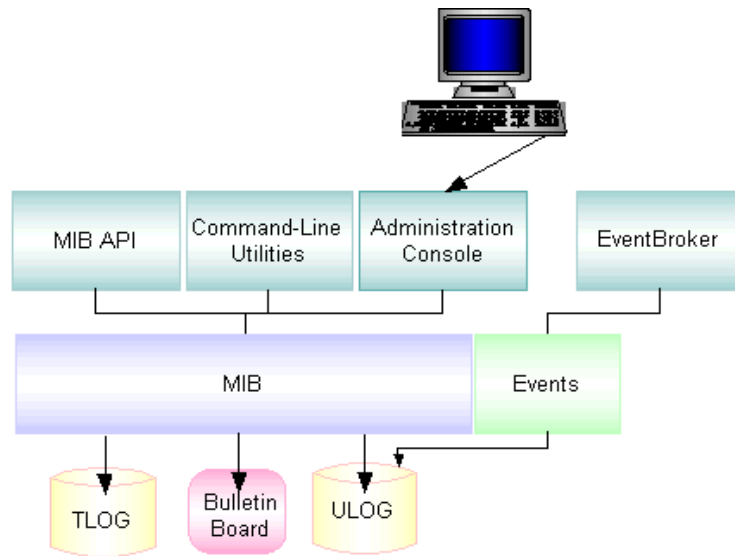 MIB API
Command-Line
Utilities
Administration
Console
EventBroker
MIB
Events
TLOG
Bulletin
Board
ULOG